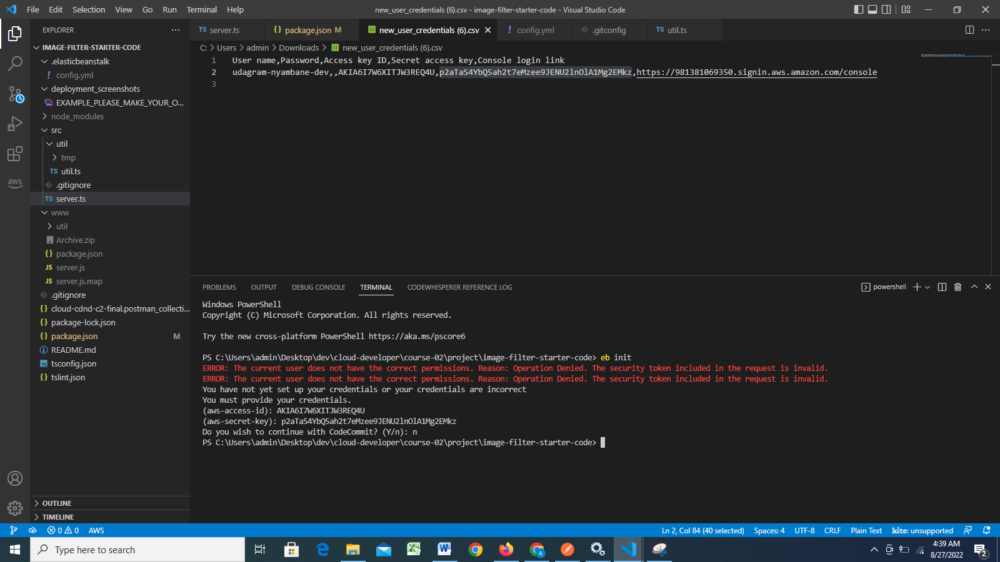 File Edit Selection View Go Run Terminal Help
new_user_credentials (6).csv - image-filter-starter-code - Visual Studio Code
EXPLORER
IMAGE-FILTER-STARTER-CODE
.elasticbeanstalk
config.yml
deployment_screenshots
EXAMPLE_PLEASE_MAKE_YOUR_O...
node_modules
src
util
tmp
TS util.ts
.gitignore
TS server.ts
www
util
Archive.zip
{} package.json
JS server.js
JS server.js.map
.gitignore
{} cloud-cdnd-c2-final.postman_collecti...
{} package-lock.json
{} package.json M
README.md
tsconfig.json
{} tslint.json
OUTLINE
TIMELINE
aws
TS server.ts
{} package.json M
new_user_credentials (6).csv
! config.yml
.gitconfig
TS util.ts
C: > Users > admin > Downloads > new_user_credentials (6).csv
1 User name,Password,Access key ID,Secret access key,Console login link
2 udagram-nyambane-dev,,AKIA6I7W6XITJW3REQ4U,p2aTaS4YbQ5ah2t7eMzee9JENU2lnOlA1Mg2EMkz,https://981381069350.signin.aws.amazon.com/console
3
PROBLEMS OUTPUT DEBUG CONSOLE TERMINAL CODEWHISPERER REFERENCE LOG
powershell
Windows PowerShell
Copyright (C) Microsoft Corporation. All rights reserved.
Try the new cross-platform PowerShell https://aka.ms/pscore6
PS C:\Users\admin\Desktop\dev\cloud-developer\course-02\project\image-filter-starter-code> eb init
ERROR: The current user does not have the correct permissions. Reason: Operation Denied. The security token included in the request is invalid.
ERROR: The current user does not have the correct permissions. Reason: Operation Denied. The security token included in the request is invalid.
You have not yet set up your credentials or your credentials are incorrect
You must provide your credentials.
(aws-access-id): AKIA6I7W6XITJW3REQ4U
(aws-secret-key): p2aTaS4YbQ5ah2t7eMzee9JENU2lnOlA1Mg2EMkz
Do you wish to continue with CodeCommit? (Y/n): n
PS C:\Users\admin\Desktop\dev\cloud-developer\course-02\project\image-filter-starter-code>
0 0 AWS
Ln 2, Col 84 (40 selected) Spaces: 4 UTF-8 CRLF Plain Text kite: unsupported
Type here to search
4:39 AM
8/27/2022
2